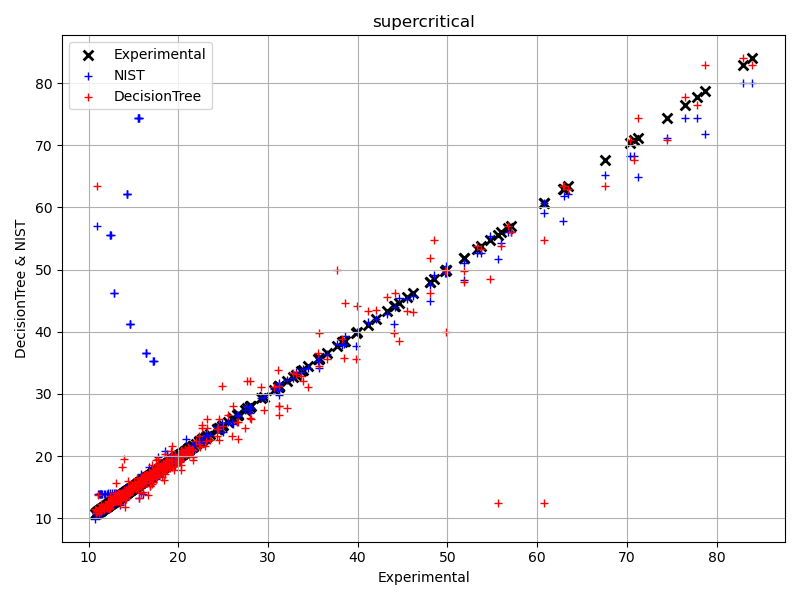 supercritical
Experimental
NIST
DecisionTree
DecisionTree & NIST
80
70
60
50
40
30
20
10
10 20 30 40 50 60 70 80
Experimental